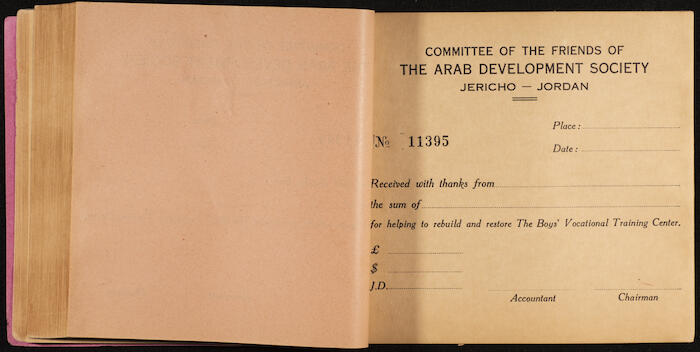 COMMITTEE OF THE FRIENDS OF
THE ARAB DEVELOPMENT SOCIETY
JERICHO — JORDAN
Place :
Nº 11395
Date :
Received with thanks from
the sum of
for helping to rebuild and restore The Boys' Vocational Training Center.
£
$
J.D.
Accountant Chairman